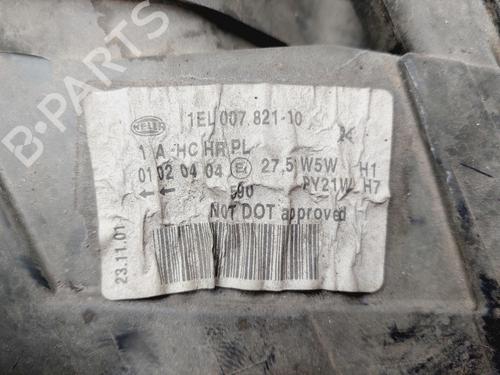 B-PARTS
HELLA
1EL 007 821-10
1 A HC HR PL
01 02 04 04 E1 27,5 W5W H1
← ← 590 PY21W H7
NOT DOT approved
23.11.01